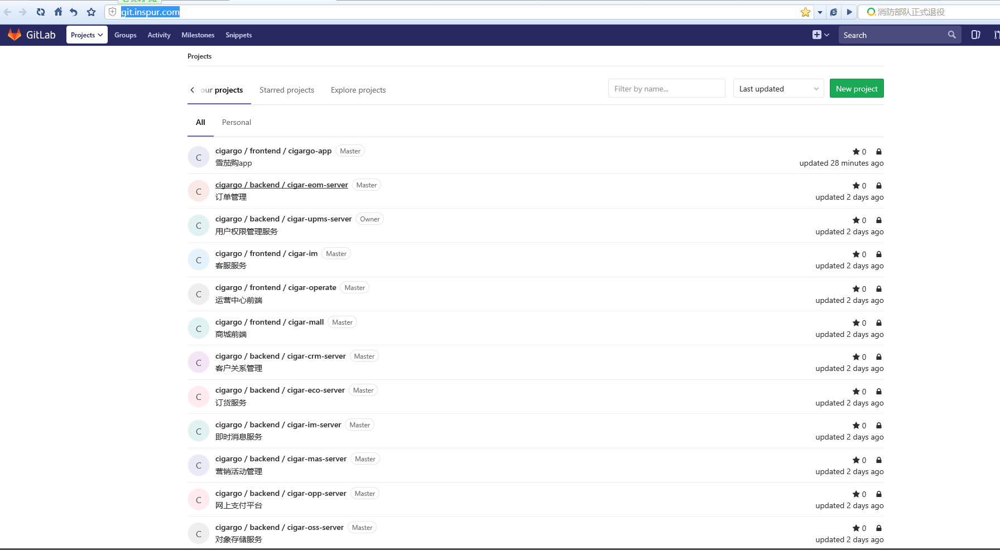 git.inspur.com
消防部队正式退役
GitLab
Projects
Groups
Activity
Milestones
Snippets
Search
Projects
our projects
Starred projects
Explore projects
Filter by name...
Last updated
New project
All
Personal
C
cigargo / frontend / cigargo-app
Master
0
雪茄购app
updated 28 minutes ago
C
cigargo / backend / cigar-eom-server
Master
0
订单管理
updated 2 days ago
C
cigargo / backend / cigar-upms-server
Owner
0
用户权限管理服务
updated 2 days ago
C
cigargo / frontend / cigar-im
Master
0
客服服务
updated 2 days ago
C
cigargo / frontend / cigar-operate
Master
0
运营中心前端
updated 2 days ago
C
cigargo / frontend / cigar-mall
Master
0
商城前端
updated 2 days ago
C
cigargo / backend / cigar-crm-server
Master
0
客户关系管理
updated 2 days ago
C
cigargo / backend / cigar-eco-server
Master
0
订货服务
updated 2 days ago
C
cigargo / backend / cigar-im-server
Master
0
即时消息服务
updated 2 days ago
C
cigargo / backend / cigar-mas-server
Master
0
营销活动管理
updated 2 days ago
C
cigargo / backend / cigar-opp-server
Master
0
网上支付平台
updated 2 days ago
C
cigargo / backend / cigar-oss-server
Master
0
对象存储服务
updated 2 days ago